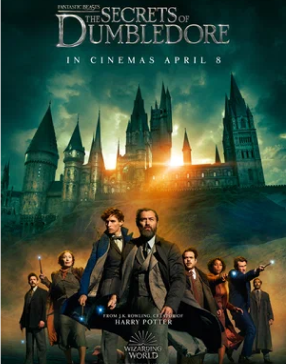 FANTASTIC BEASTS
THE SECRETS OF
DUMBLEDORE
IN CINEMAS APRIL 8
FROM J.K. ROWLING, CREATOR OF
HARRY POTTER
WIZARDING
WORLD